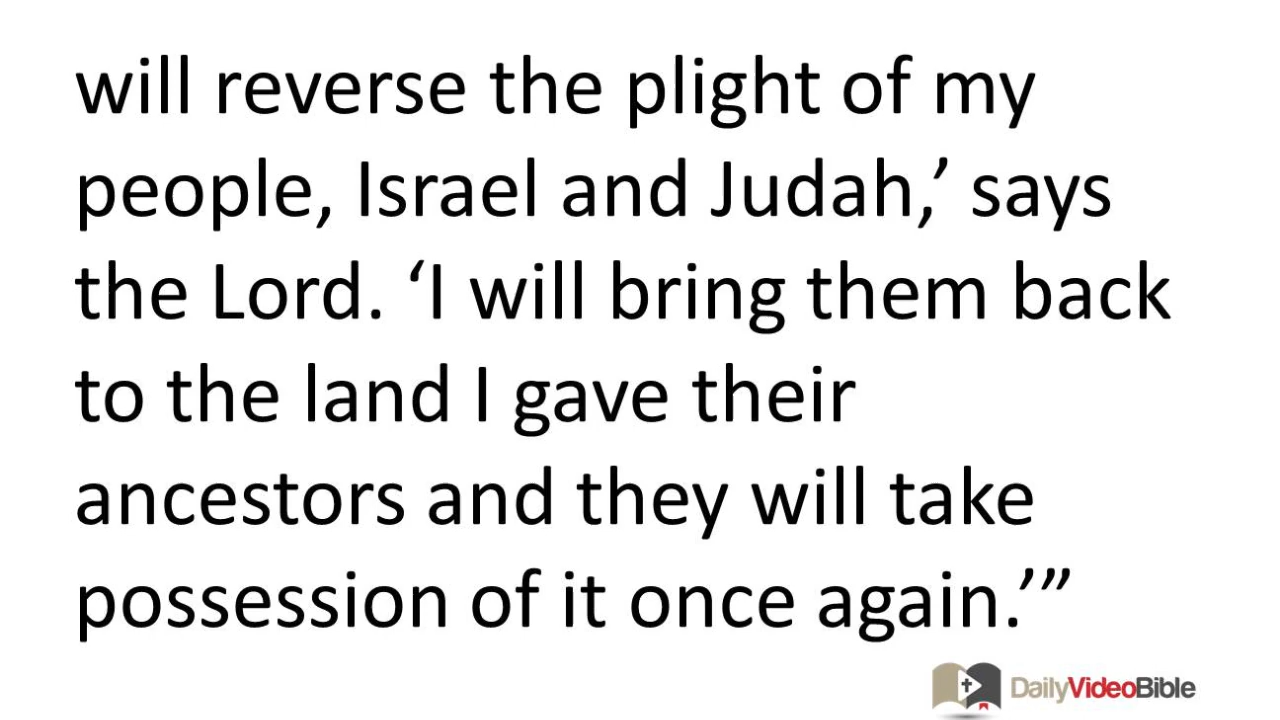 will reverse the plight of my
people, Israel and Judah,’ says
the Lord. ‘I will bring them back
to the land I gave their
ancestors and they will take
possession of it once again.’”
DailyVideoBible